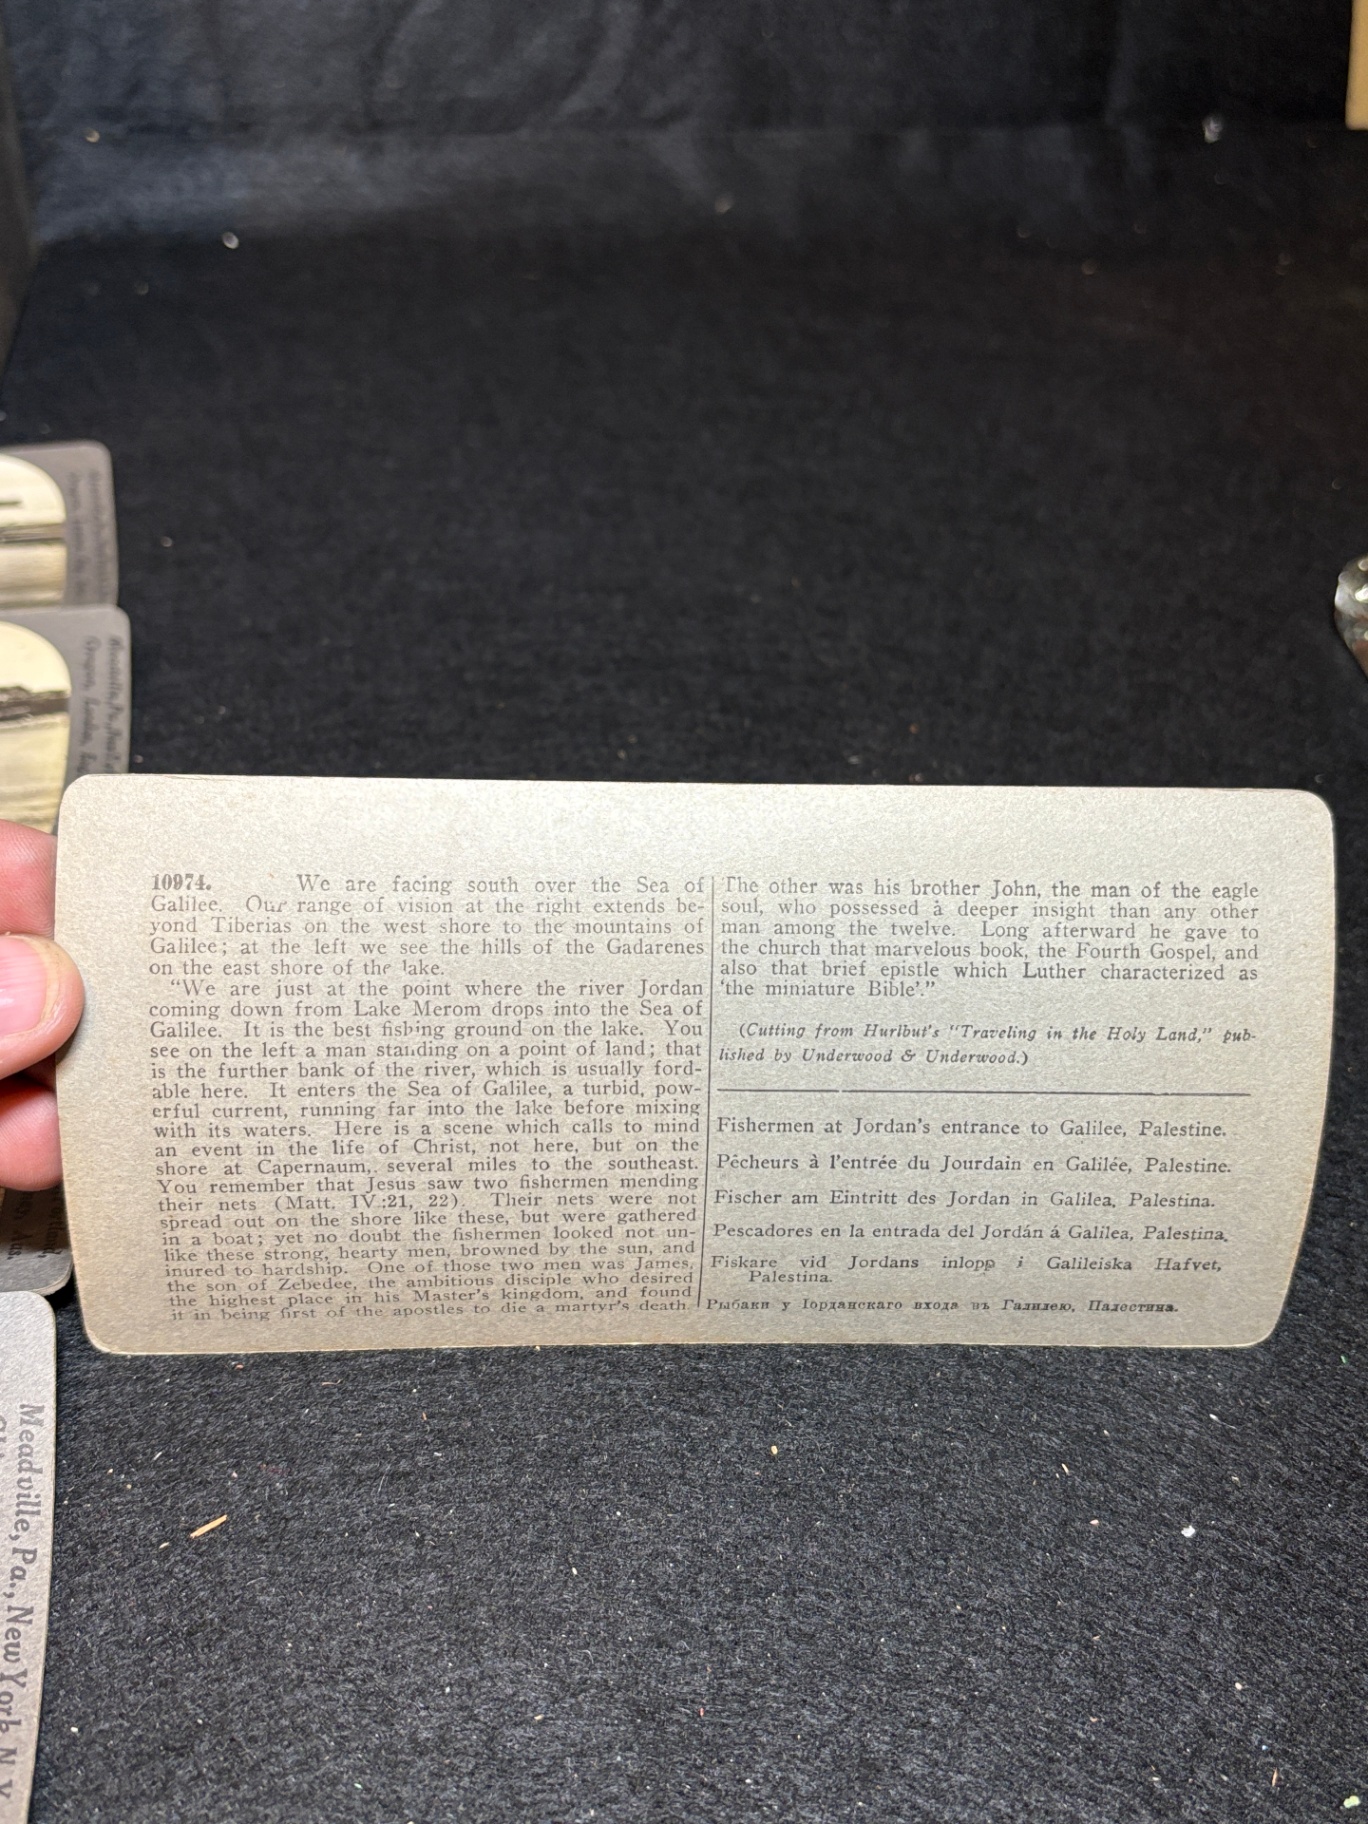 10974. We are facing south over the Sea of
Galilee. Our range of vision at the right extends be-
yond Tiberias on the west shore to the mountains of
Galilee; at the left we see the hills of the Gadarenes
on the east shore of the lake.
"We are just at the point where the river Jordan
coming down from Lake Merom drops into the Sea of
Galilee. It is the best fishing ground on the lake. You
see on the left a man standing on a point of land; that
is the further bank of the river, which is usually ford-
able here. It enters the Sea of Galilee, a turbid, pow-
erful current, running far into the lake before mixing
with its waters. Here is a scene which calls to mind
an event in the life of Christ, not here, but on the
shore at Capernaum, several miles to the southeast.
You remember that Jesus saw two fishermen mending
their nets (Matt. IV:21, 22). Their nets were not
spread out on the shore like these, but were gathered
in a boat; yet no doubt the fishermen looked not un-
like these strong, hearty men, browned by the sun, and
inured to hardship. One of those two men was James,
the son of Zebedee, the ambitious disciple who desired
the highest place in his Master's kingdom, and found
it in being first of the apostles to die a martyr's death.
The other was his brother John, the man of the eagle
soul, who possessed a deeper insight than any other
man among the twelve. Long afterward he gave to
the church that marvelous book, the Fourth Gospel, and
also that brief epistle which Luther characterized as
'the miniature Bible'."
(Cutting from Hurlbut's "Traveling in the Holy Land," pub-
lished by Underwood & Underwood.)
Fishermen at Jordan's entrance to Galilee, Palestine.
Pêcheurs à l'entrée du Jourdain en Galilée, Palestine.
Fischer am Eintritt des Jordan in Galilea, Palestina.
Pescadores en la entrada del Jordán á Galilea, Palestina.
Fiskare vid Jordans inlopp i Galileiska Hafvet,
Palestina.
Рыбаки у Іорданскаго входа въ Галилею, Палестина.
Meadville, Pa., New York, N.Y.